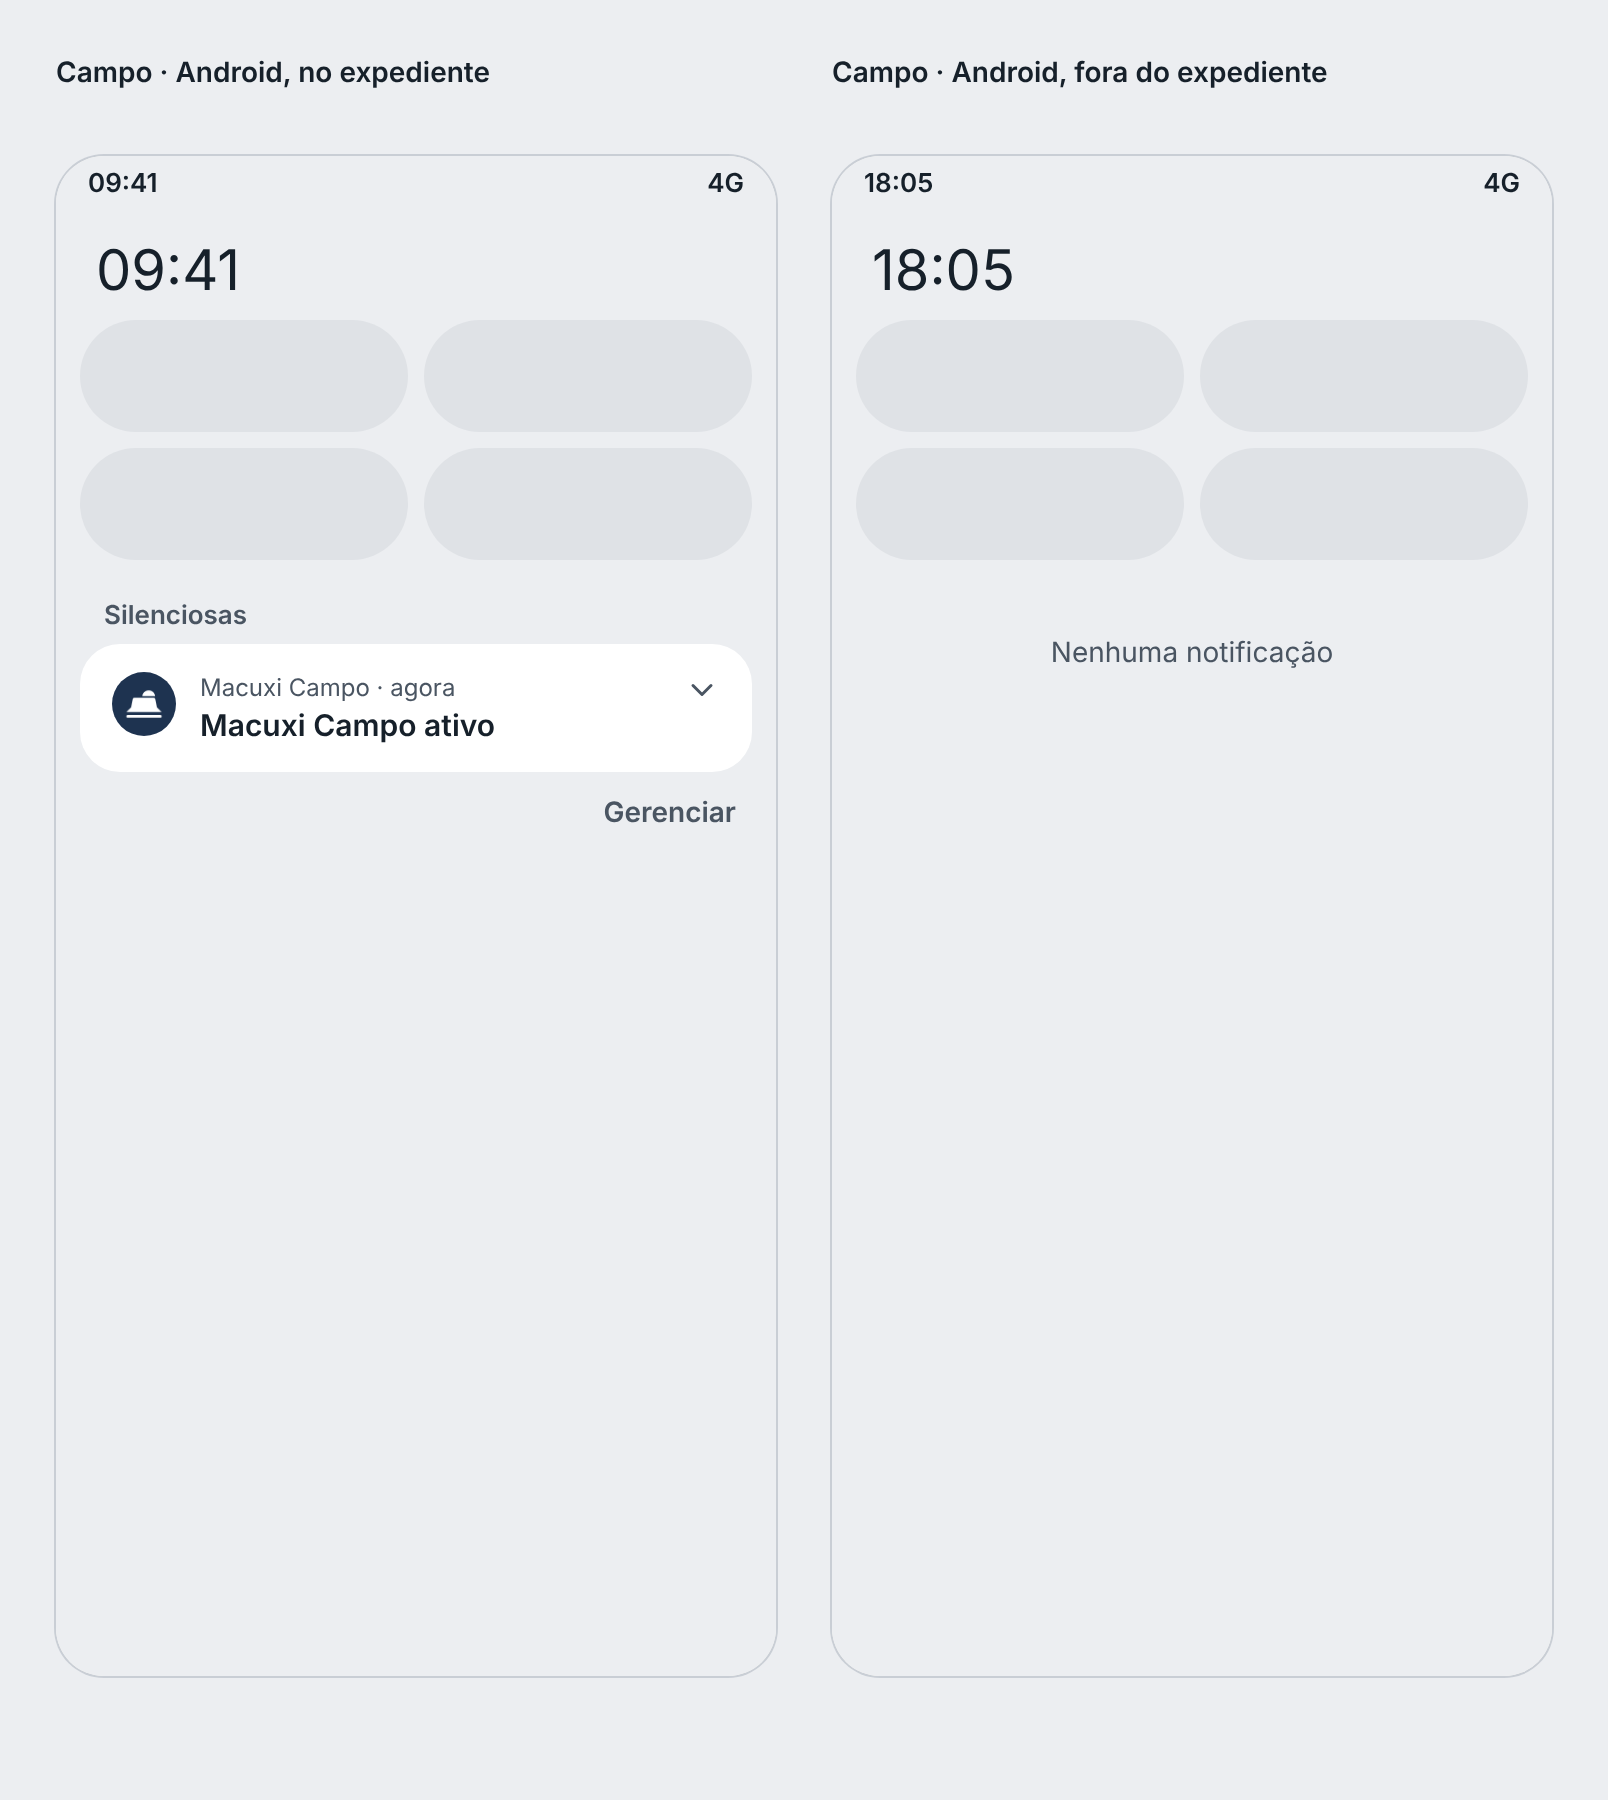 Campo · Android, no expediente
09:41 4G
09:41
Silenciosas
Macuxi Campo · agora
Macuxi Campo ativo
Gerenciar
Campo · Android, fora do expediente
18:05 4G
18:05
Nenhuma notificação